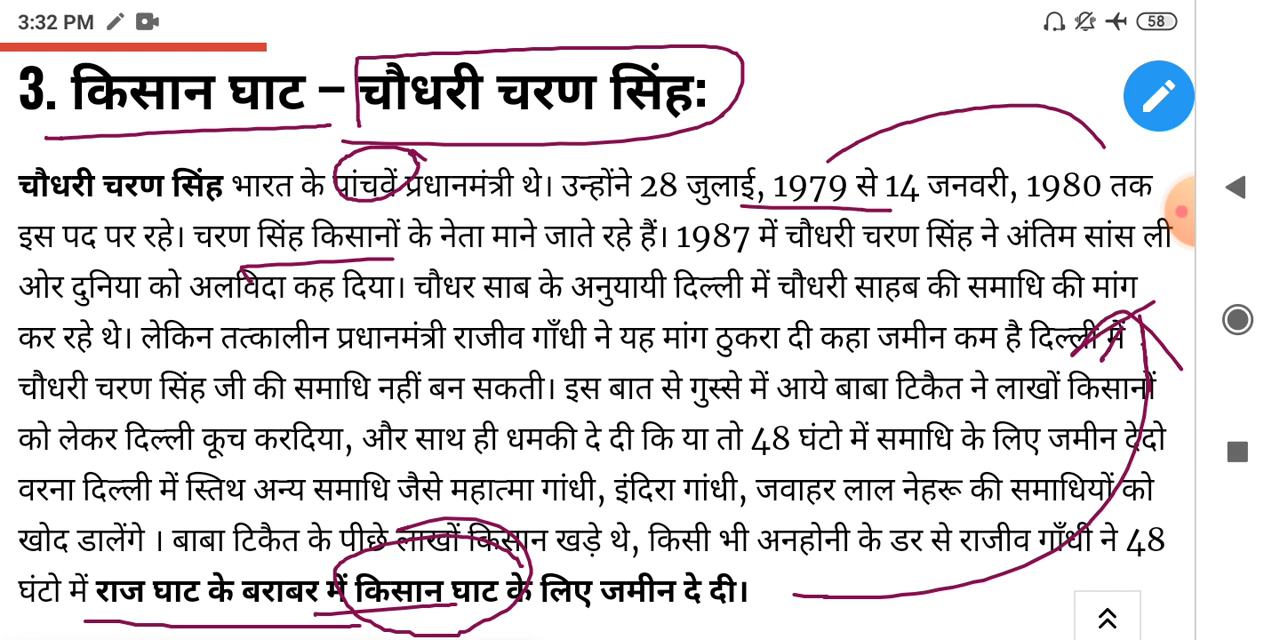 3:32 PM
58
3. किसान घाट – चौधरी चरण सिंह:
चौधरी चरण सिंह भारत के पांचवें प्रधानमंत्री थे। उन्होंने 28 जुलाई, 1979 से 14 जनवरी, 1980 तक
इस पद पर रहे। चरण सिंह किसानों के नेता माने जाते रहे हैं। 1987 में चौधरी चरण सिंह ने अंतिम सांस ली
ओर दुनिया को अलविदा कह दिया। चौधर साब के अनुयायी दिल्ली में चौधरी साहब की समाधि की मांग
कर रहे थे। लेकिन तत्कालीन प्रधानमंत्री राजीव गाँधी ने यह मांग ठुकरा दी कहा जमीन कम है दिल्ली में
चौधरी चरण सिंह जी की समाधि नहीं बन सकती। इस बात से गुस्से में आये बाबा टिकैत ने लाखों किसानों
को लेकर दिल्ली कूच करदिया, और साथ ही धमकी दे दी कि या तो 48 घंटो में समाधि के लिए जमीन देदो
वरना दिल्ली में स्तिथ अन्य समाधि जैसे महात्मा गांधी, इंदिरा गांधी, जवाहर लाल नेहरू की समाधियों को
खोद डालेंगे । बाबा टिकैत के पीछे लाखों किसान खड़े थे, किसी भी अनहोनी के डर से राजीव गाँधी ने 48
घंटो में राज घाट के बराबर में किसान घाट के लिए जमीन दे दी।